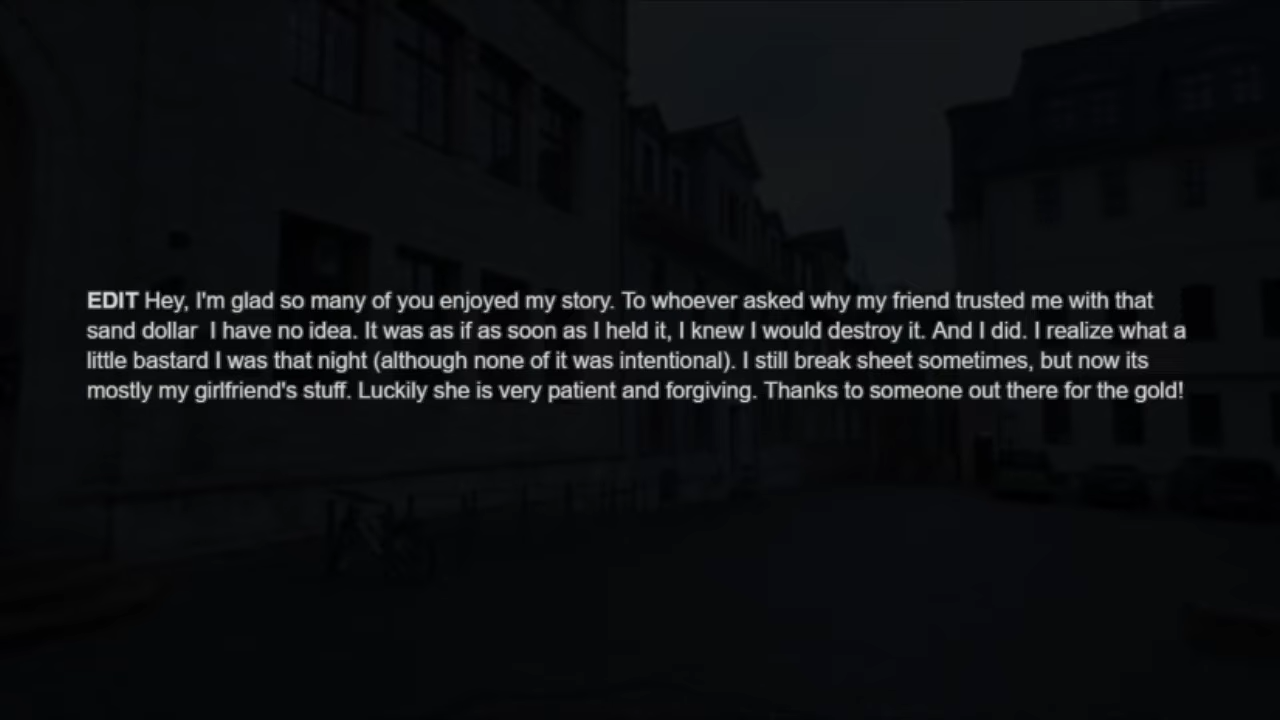 EDIT Hey, I'm glad so many of you enjoyed my story. To whoever asked why my friend trusted me with that
sand dollar  I have no idea. It was as if as soon as I held it, I knew I would destroy it. And I did. I realize what a
little bastard I was that night (although none of it was intentional). I still break sheet sometimes, but now its
mostly my girlfriend's stuff. Luckily she is very patient and forgiving. Thanks to someone out there for the gold!